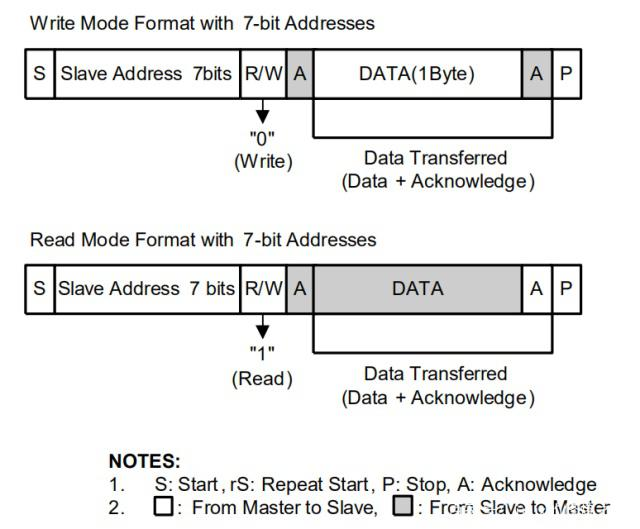 Write Mode Format with 7-bit Addresses
S Slave Address 7bits R/W A DATA(1Byte) A P
"0"
(Write)
Data Transferred
(Data + Acknowledge)
Read Mode Format with 7-bit Addresses
S Slave Address 7 bits R/W A DATA A P
"1"
(Read)
Data Transferred
(Data + Acknowledge)
NOTES:
1. S: Start, rS: Repeat Start, P: Stop, A: Acknowledge
2. : From Master to Slave, : From Slave to Master